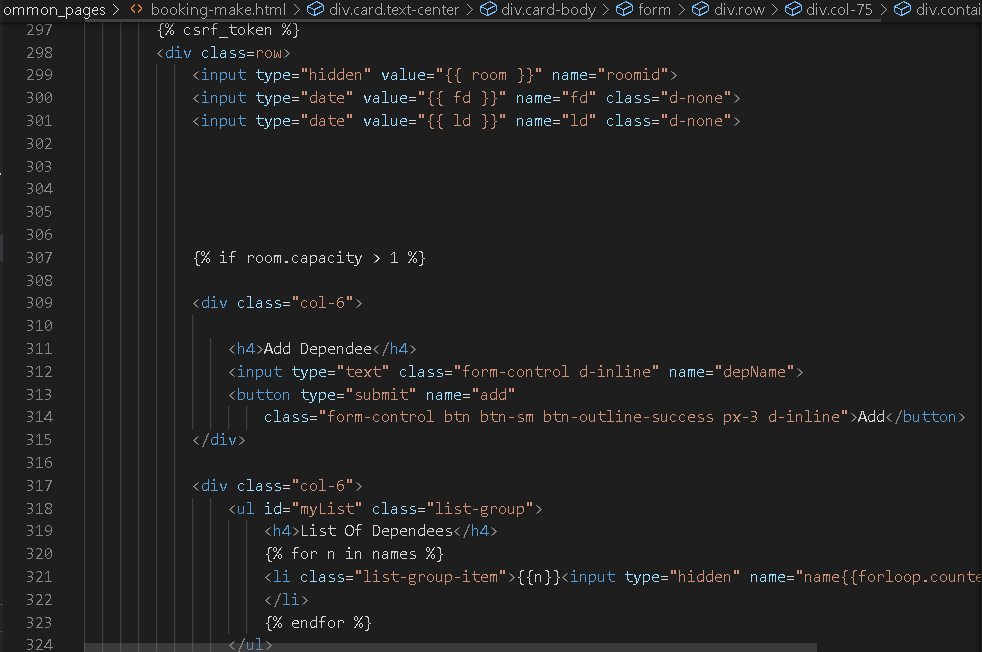 ommon_pages > <> booking-make.html > div.card.text-center > div.card-body > form > div.row > div.col-75 > div.contai
297 {% csrf_token %}
298 <div class=row>
299 <input type="hidden" value="{{ room }}" name="roomid">
300 <input type="date" value="{{ fd }}" name="fd" class="d-none">
301 <input type="date" value="{{ ld }}" name="ld" class="d-none">
302
303
304
305
306
307 {% if room.capacity > 1 %}
308
309 <div class="col-6">
310
311 <h4>Add Dependee</h4>
312 <input type="text" class="form-control d-inline" name="depName">
313 <button type="submit" name="add"
314 class="form-control btn btn-sm btn-outline-success px-3 d-inline">Add</button>
315 </div>
316
317 <div class="col-6">
318 <ul id="myList" class="list-group">
319 <h4>List Of Dependees</h4>
320 {% for n in names %}
321 <li class="list-group-item">{{n}}<input type="hidden" name="name{{forloop.counte
322 </li>
323 {% endfor %}
324 </ul>